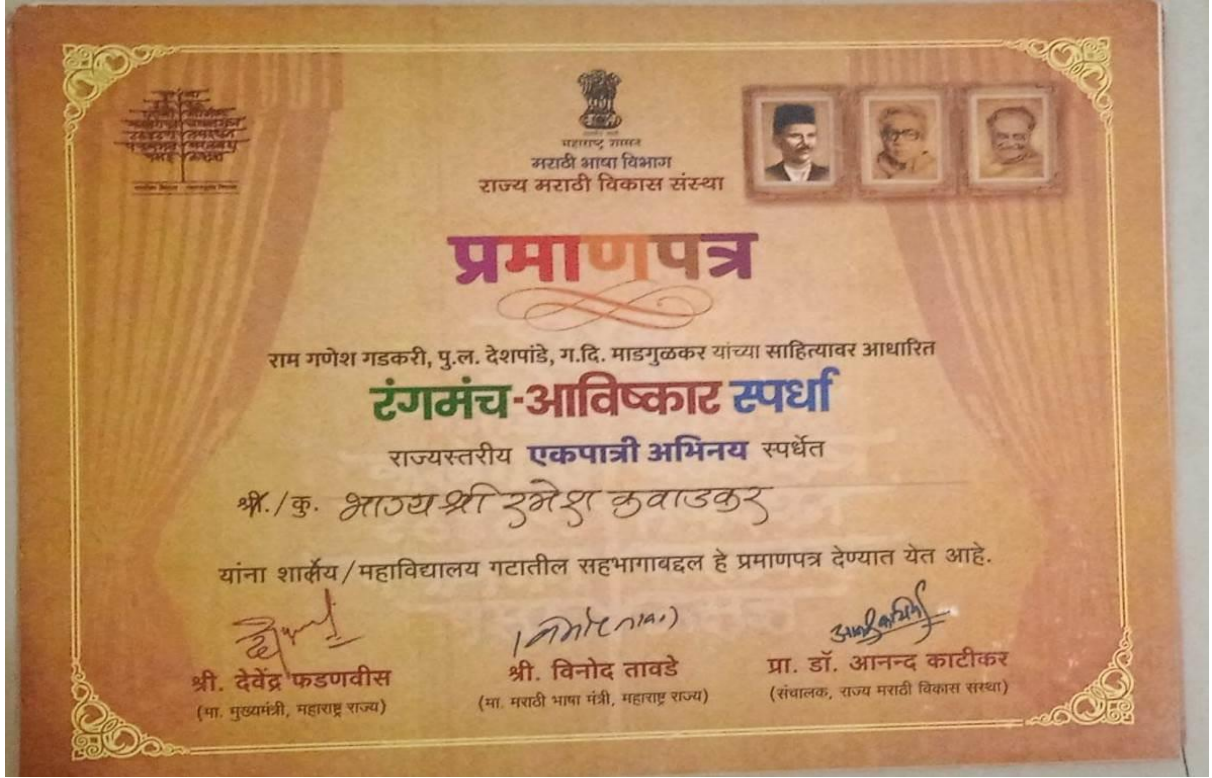 महाराष्ट्र शासन
मराठी भाषा विभाग
राज्य मराठी विकास संस्था
प्रमाणपत्र
राम गणेश गडकरी, पु.ल. देशपांडे, ग.दि. माडगुळकर यांच्या साहित्यावर आधारित
रंगमंच-आविष्कार स्पर्धा
राज्यस्तरीय एकपात्री अभिनय स्पर्धेत
श्री./कु. भाग्यश्री रमेश कवाडकर
यांना शालेय/महाविद्यालय गटातील सहभागाबद्दल हे प्रमाणपत्र देण्यात येत आहे.
श्री. देवेंद्र फडणवीस
(मा. मुख्यमंत्री, महाराष्ट्र राज्य)
श्री. विनोद तावडे
(मा. मराठी भाषा मंत्री, महाराष्ट्र राज्य)
प्रा. डॉ. आनन्द काटीकर
(संचालक, राज्य मराठी विकास संस्था)